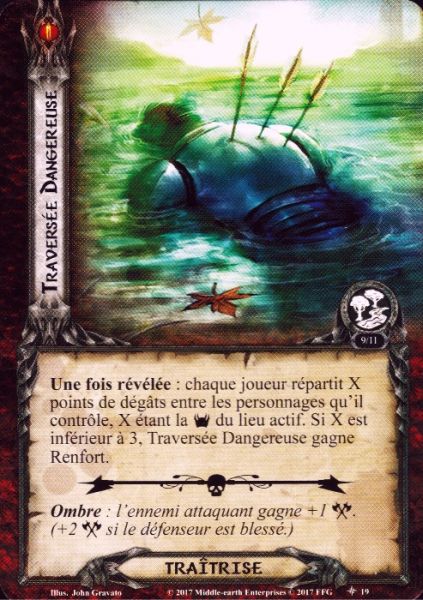 TRAVERSÉE DANGEREUSE
9/11
Une fois révélée : chaque joueur répartit X
points de dégâts entre les personnages qu'il
contrôle, X étant la du lieu actif. Si X est
inférieur à 3, Traversée Dangereuse gagne
Renfort.
Ombre : l'ennemi attaquant gagne +1 .
(+2 si le défenseur est blessé.)
TRAÎTRISE
Illus. John Gravato © 2017 Middle-earth Enterprises © 2017 FFG 19